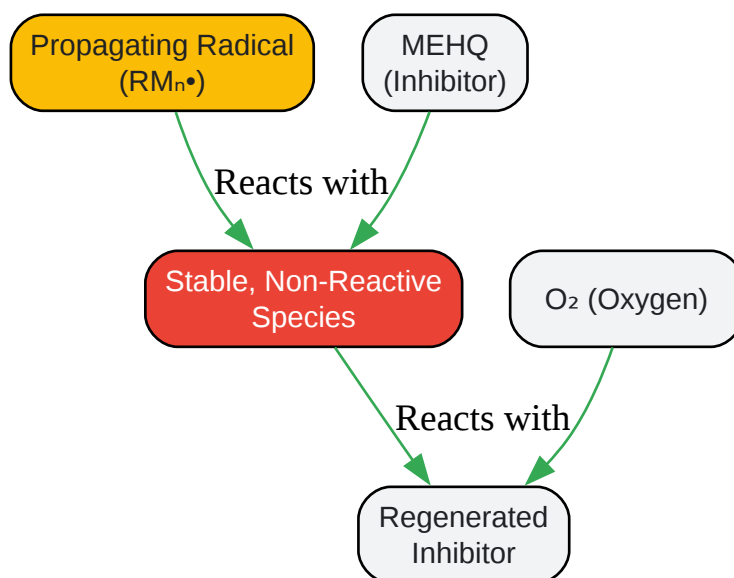 Propagating Radical
(RMₙ•)
MEHQ
(Inhibitor)
Reacts with
Stable, Non-Reactive
Species
O₂ (Oxygen)
Reacts with
Regenerated
Inhibitor